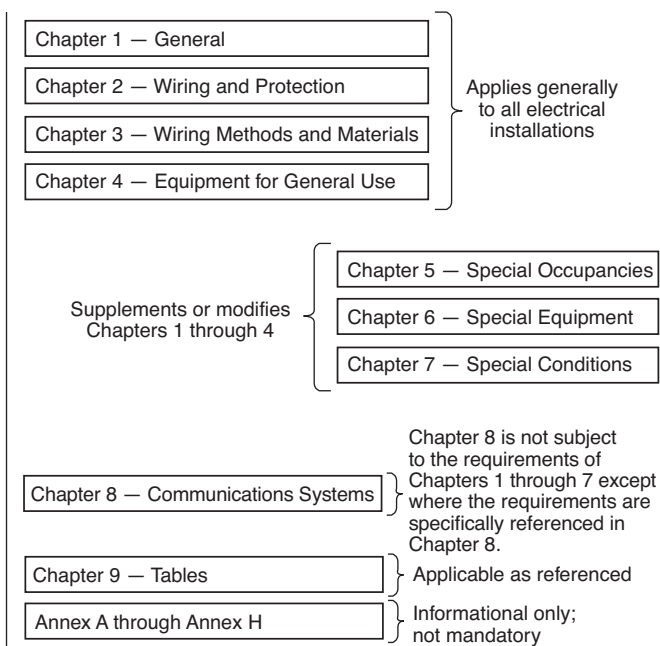 Chapter 1 — General
Chapter 2 — Wiring and Protection
Chapter 3 — Wiring Methods and Materials
Chapter 4 — Equipment for General Use
Applies generally
to all electrical
installations
Supplements or modifies
Chapters 1 through 4
Chapter 5 — Special Occupancies
Chapter 6 — Special Equipment
Chapter 7 — Special Conditions
Chapter 8 — Communications Systems
Chapter 8 is not subject
to the requirements of
Chapters 1 through 7 except
where the requirements are
specifically referenced in
Chapter 8.
Chapter 9 — Tables
Applicable as referenced
Annex A through Annex H
Informational only;
not mandatory